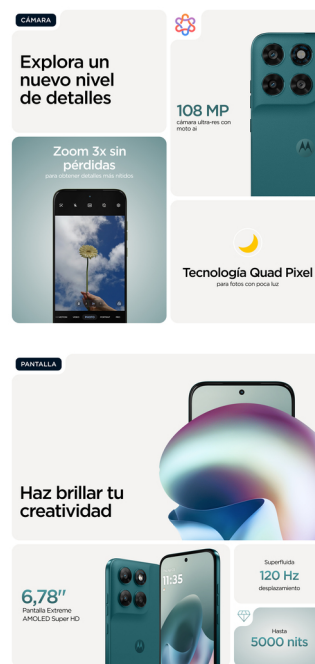 CÁMARA
Explora un
nuevo nivel
de detalles
108 MP
cámara ultra-res con
moto ai
Zoom 3x sin
pérdidas
para obtener detalles más nítidos
Tecnología Quad Pixel
para fotos con poca luz
PANTALLA
Haz brillar tu
creatividad
6,78"
Pantalla Extreme
AMOLED Super HD
11:35
Superfluida
120 Hz
desplazamiento
Hasta
5000 nits